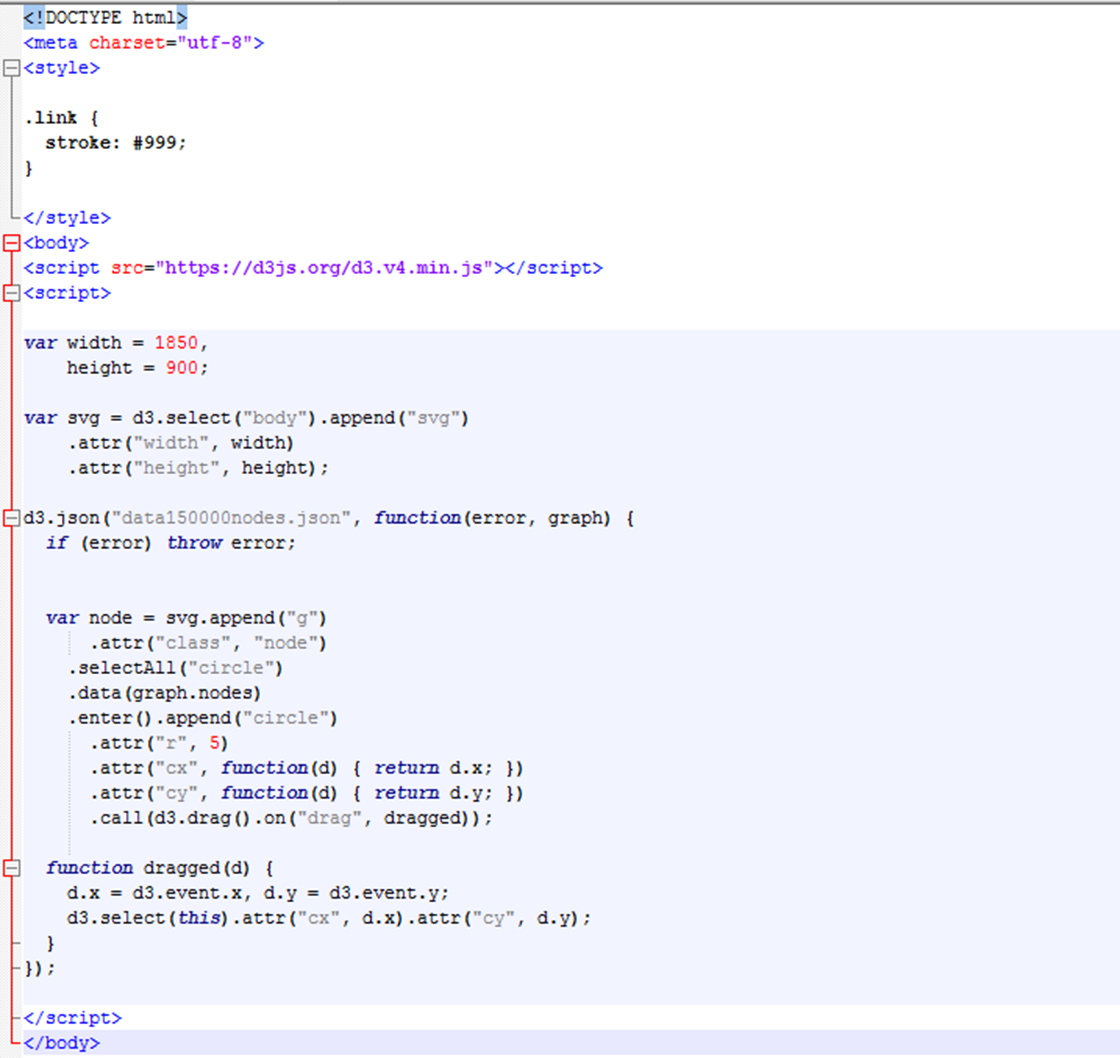 <!DOCTYPE html>
<meta charset="utf-8">
<style>
.link {
  stroke: #999;
}
</style>
<body>
<script src="https://d3js.org/d3.v4.min.js"></script>
<script>
var width = 1850,
    height = 900;
var svg = d3.select("body").append("svg")
    .attr("width", width)
    .attr("height", height);
d3.json("data150000nodes.json", function(error, graph) {
  if (error) throw error;
  var node = svg.append("g")
      .attr("class", "node")
    .selectAll("circle")
    .data(graph.nodes)
    .enter().append("circle")
      .attr("r", 5)
      .attr("cx", function(d) { return d.x; })
      .attr("cy", function(d) { return d.y; })
      .call(d3.drag().on("drag", dragged));
  function dragged(d) {
    d.x = d3.event.x, d.y = d3.event.y;
    d3.select(this).attr("cx", d.x).attr("cy", d.y);
  }
});
</script>
</body>